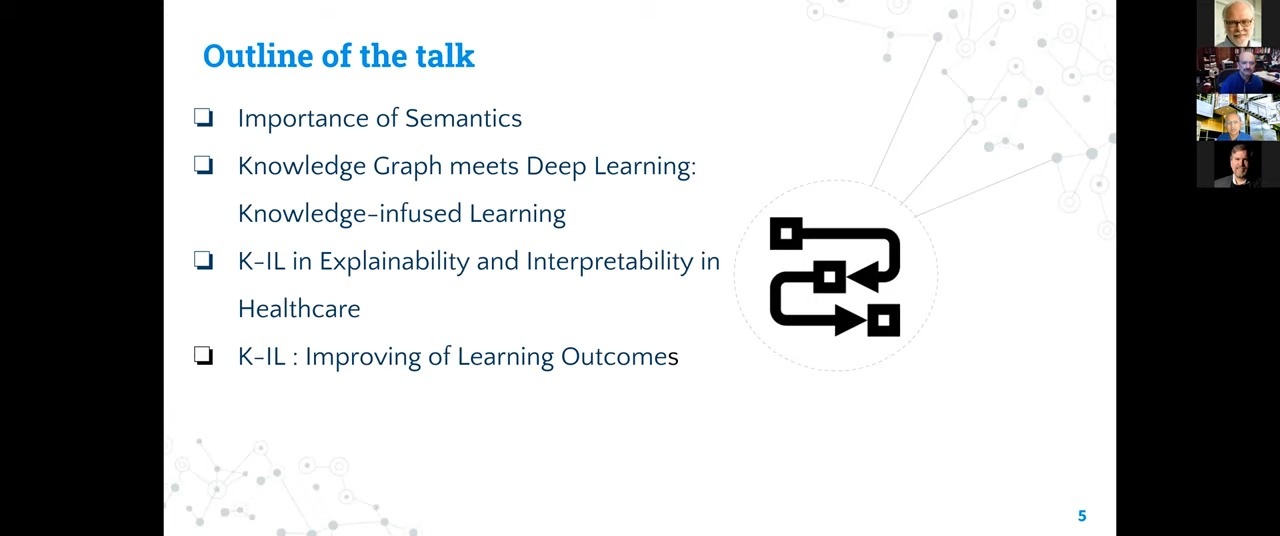 Outline of the talk
❏ Importance of Semantics
❏ Knowledge Graph meets Deep Learning:
Knowledge-infused Learning
❏ K-IL in Explainability and Interpretability in
Healthcare
❏ K-IL : Improving of Learning Outcomes
5